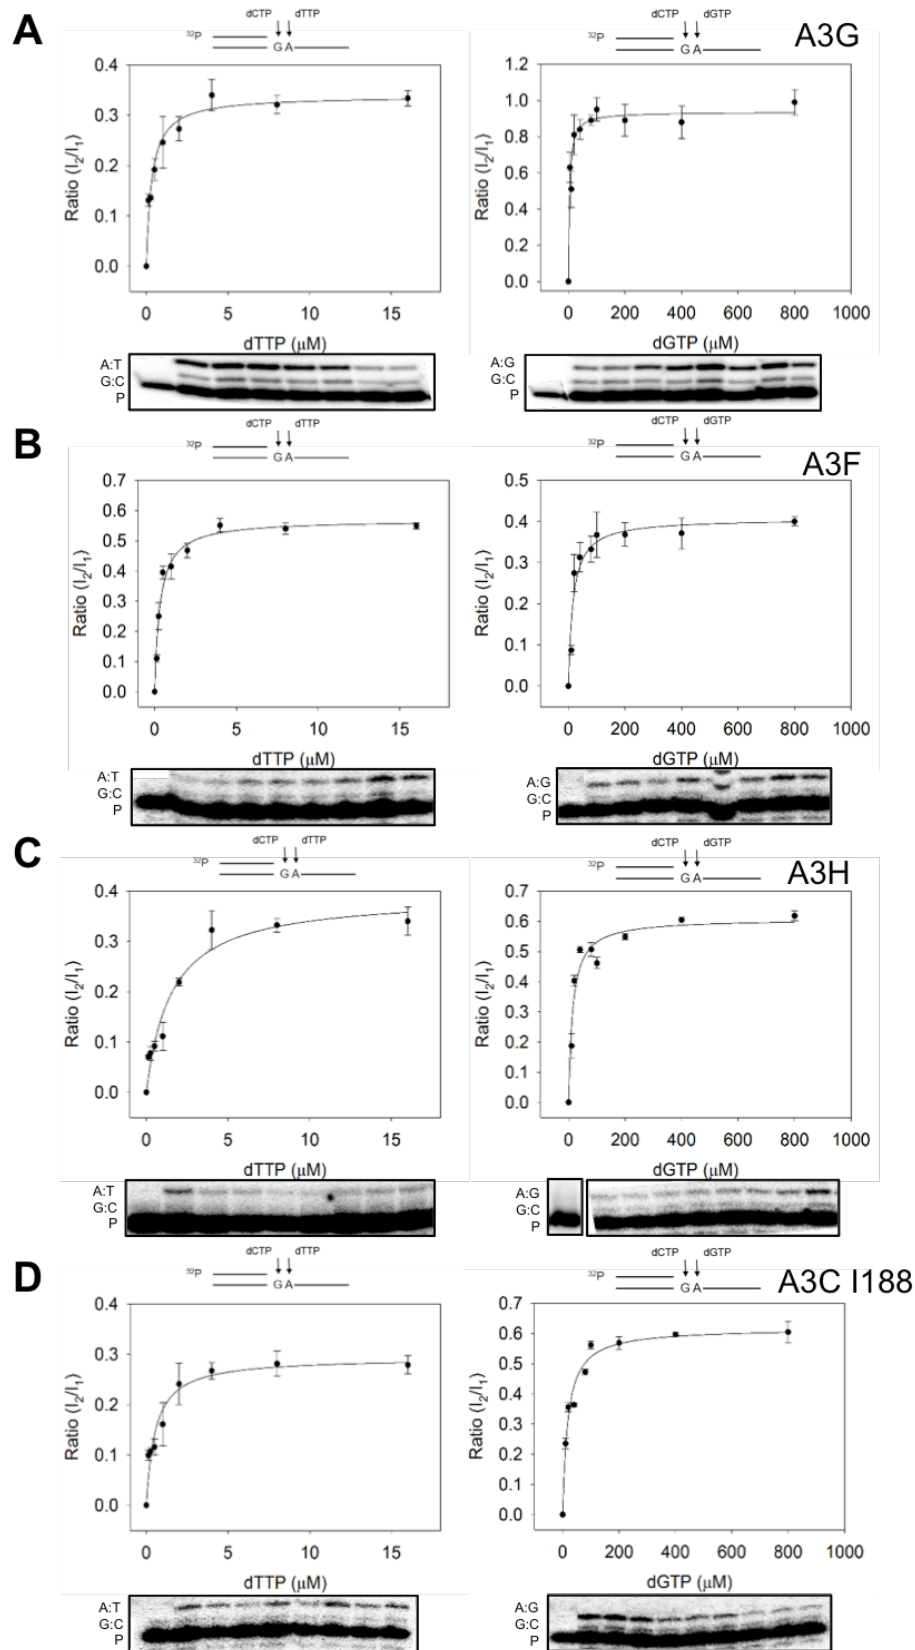 A
dCTP dTTP
32P
GA
0.4
0.3
0.2
0.1
0.0
Ratio (I2/I1)
0 5 10 15
dTTP (μM)
A:T
G:C
P
A3G
dCTP dGTP
32P
GA
1.2
1.0
0.8
0.6
0.4
0.2
0.0
Ratio (I2/I1)
0 200 400 600 800 1000
dGTP (μM)
A:G
G:C
P
B
dCTP dTTP
32P
GA
0.7
0.6
0.5
0.4
0.3
0.2
0.1
0.0
Ratio (I2/I1)
0 5 10 15
dTTP (μM)
A:T
G:C
P
A3F
dCTP dGTP
32P
GA
0.5
0.4
0.3
0.2
0.1
0.0
Ratio (I2/I1)
0 200 400 600 800 1000
dGTP (μM)
A:G
G:C
P
C
dCTP dTTP
32P
GA
0.4
0.3
0.2
0.1
0.0
Ratio (I2/I1)
0 5 10 15
dTTP (μM)
A:T
G:C
P
A3H
dCTP dGTP
32P
GA
0.7
0.6
0.5
0.4
0.3
0.2
0.1
0.0
Ratio (I2/I1)
0 200 400 600 800 1000
dGTP (μM)
A:G
G:C
P
D
dCTP dTTP
32P
GA
0.4
0.3
0.2
0.1
0.0
Ratio (I2/I1)
0 5 10 15
dTTP (μM)
A:T
G:C
P
A3C I188
dCTP dGTP
32P
GA
0.7
0.6
0.5
0.4
0.3
0.2
0.1
0.0
Ratio (I2/I1)
0 200 400 600 800 1000
dGTP (μM)
A:G
G:C
P